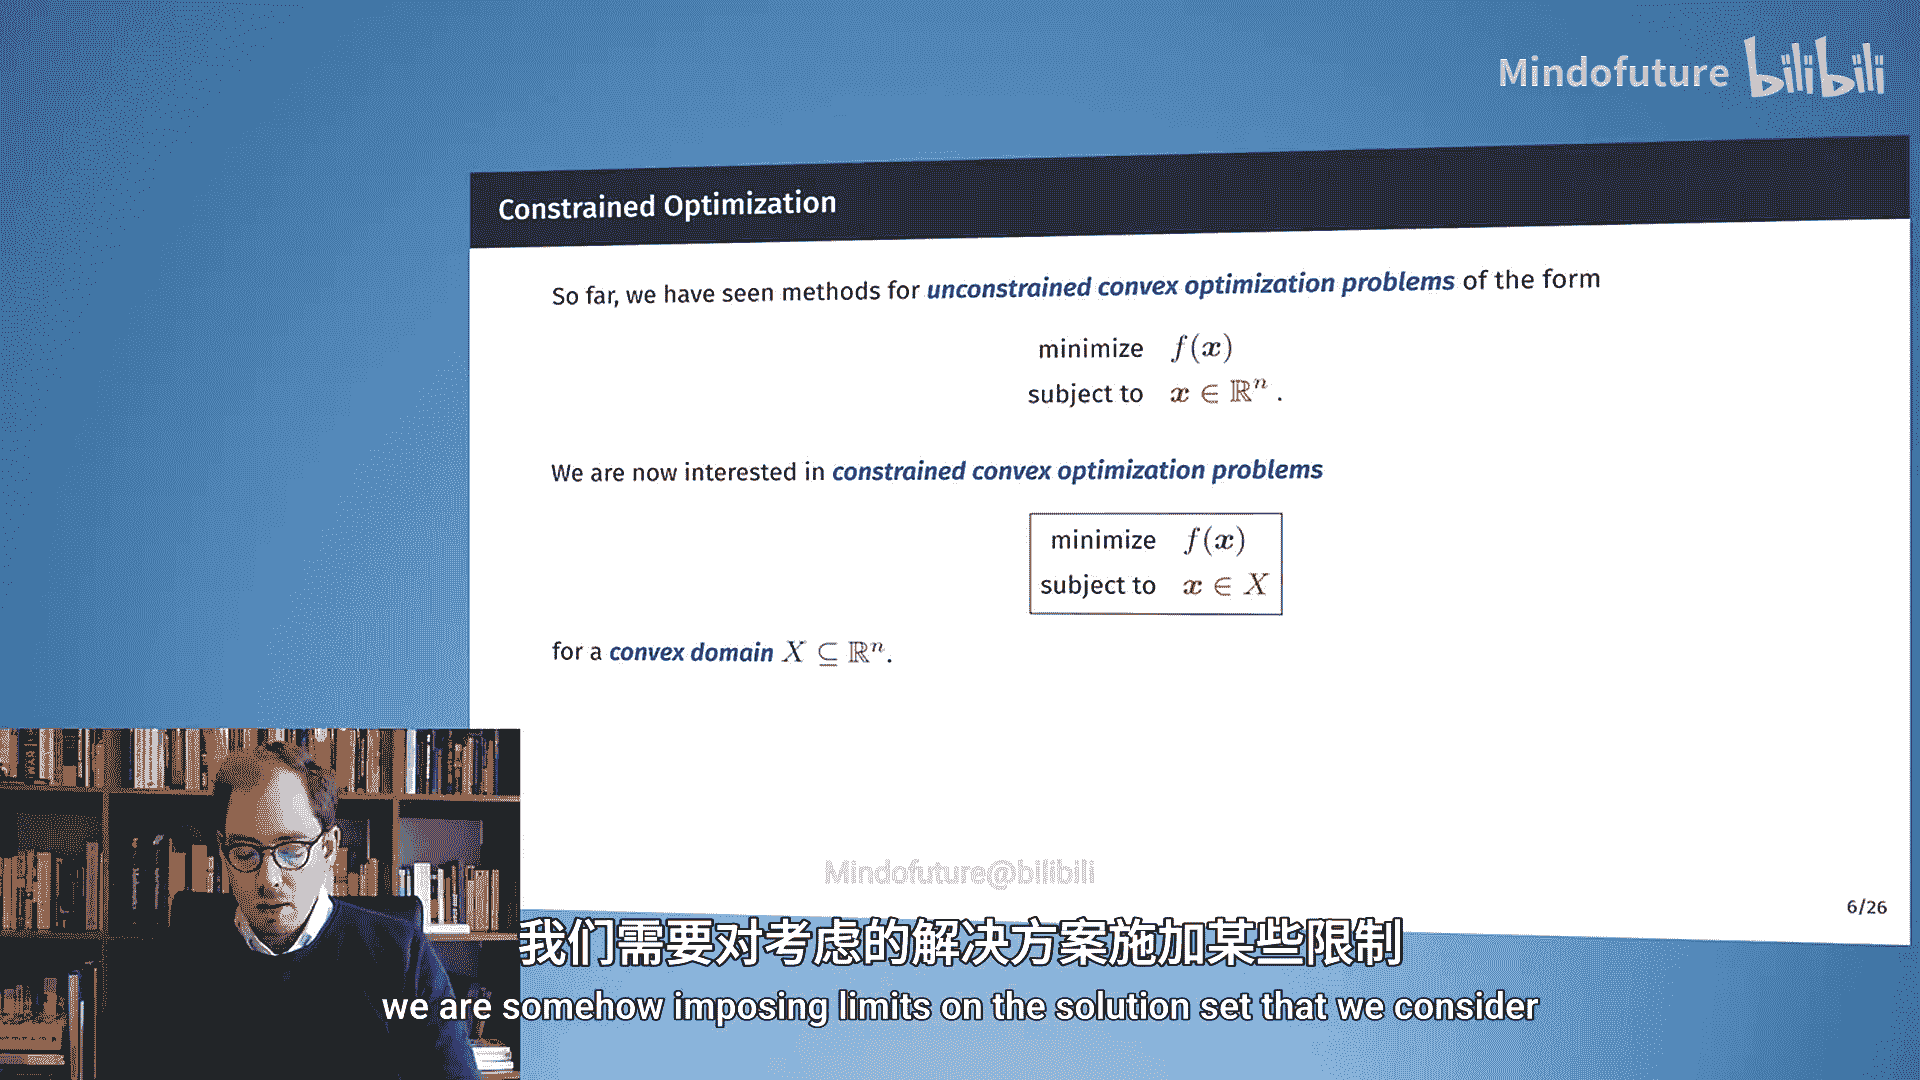 Mindofuture bilibili
Constrained Optimization
So far, we have seen methods for unconstrained convex optimization problems of the form
minimize f(x)
subject to x ∈ ℝⁿ .
We are now interested in constrained convex optimization problems
minimize f(x)
subject to x ∈ X
for a convex domain X ⊆ ℝⁿ.
Mindofuture@bilibili
6/26
我们需要对考虑的解决方案施加某些限制
we are somehow imposing limits on the solution set that we consider